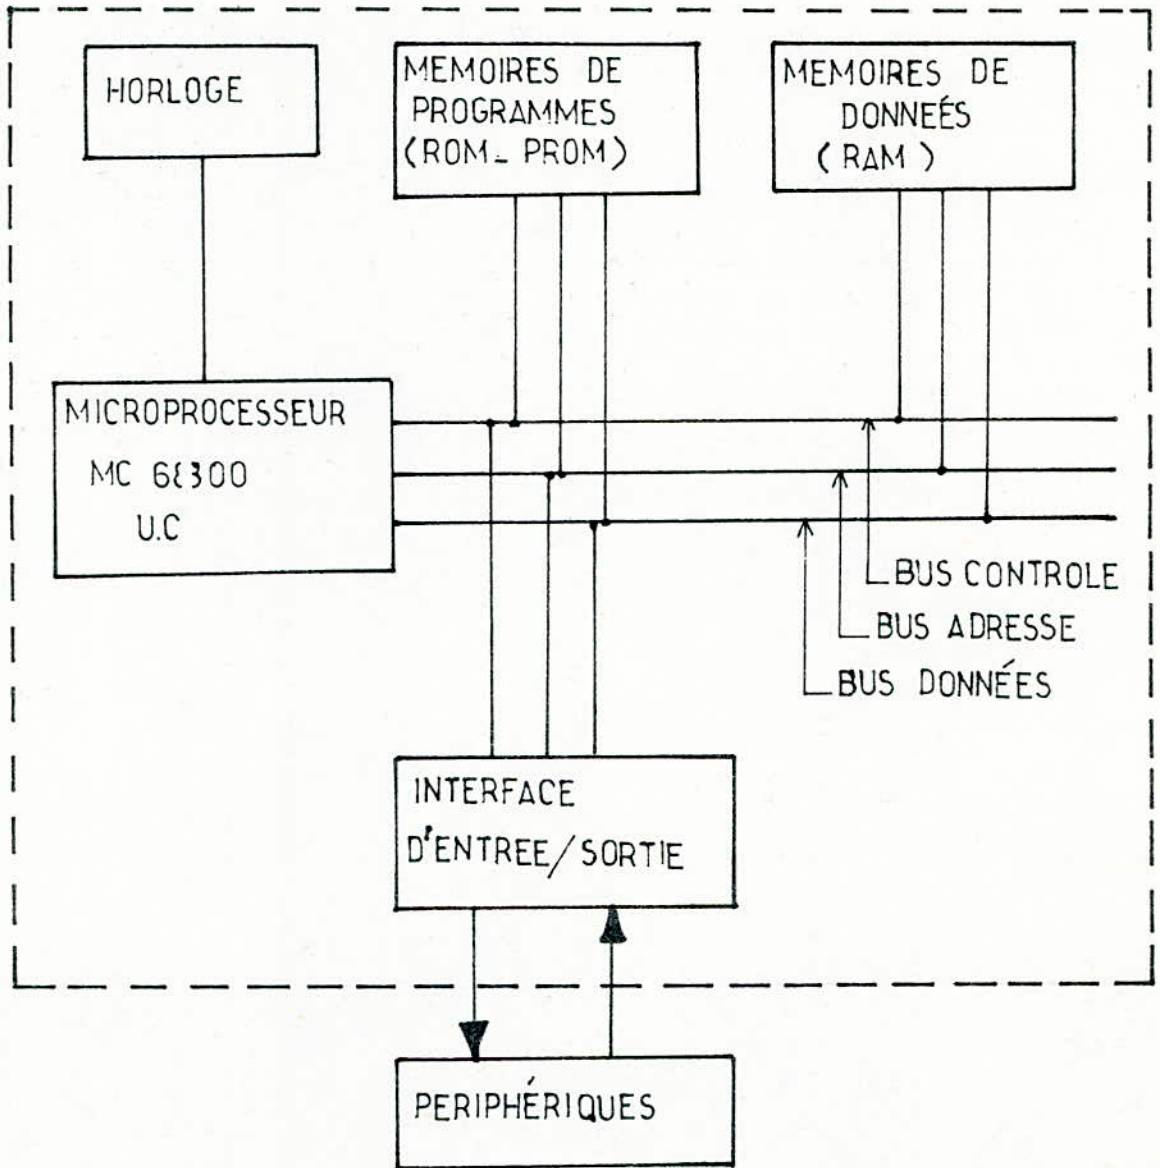 HORLOGE
MEMOIRES DE
PROGRAMMES
(ROM_ PROM)
MEMOIRES DE
DONNEÉS
( RAM )
MICROPROCESSEUR
MC 68300
U.C
BUS CONTROLE
BUS ADRESSE
BUS DONNÉES
INTERFACE
D'ENTREE/SORTIE
PERIPHÉRIQUES